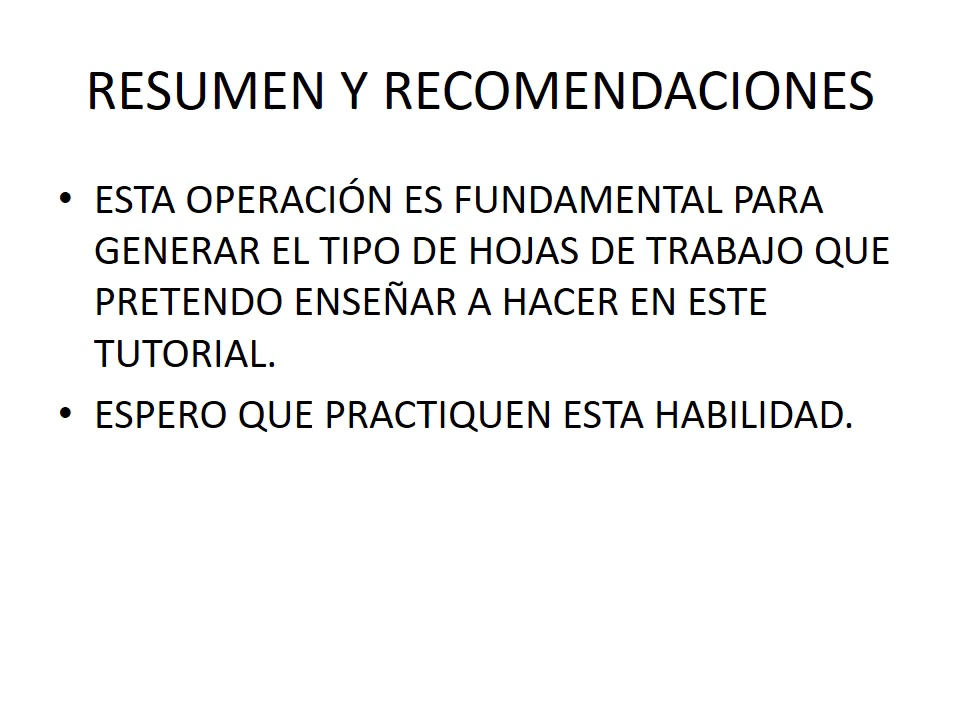 RESUMEN Y RECOMENDACIONES
• ESTA OPERACIÓN ES FUNDAMENTAL PARA
GENERAR EL TIPO DE HOJAS DE TRABAJO QUE
PRETENDO ENSEÑAR A HACER EN ESTE
TUTORIAL.
• ESPERO QUE PRACTIQUEN ESTA HABILIDAD.